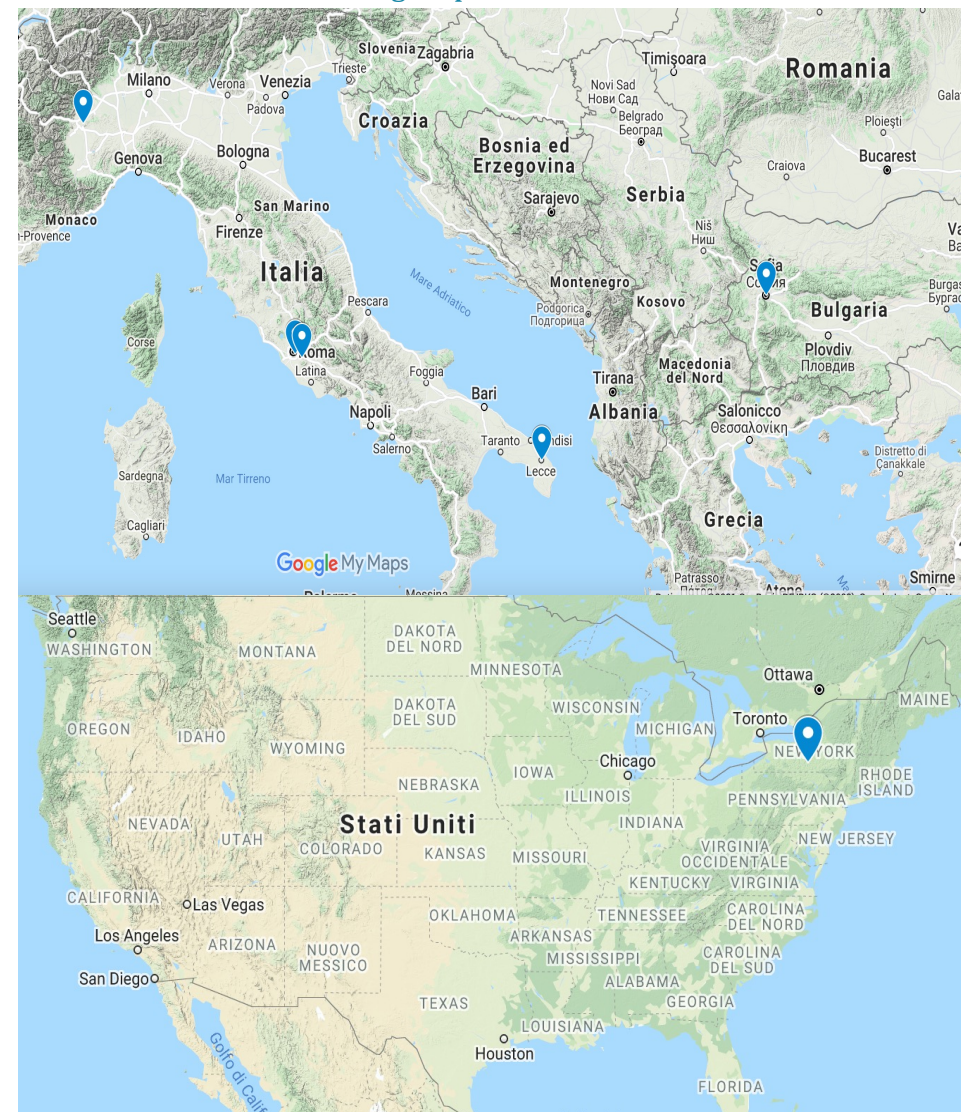 Slovenia
Zagabria
Timişoara
Romania
Milano
Verona
Venezia
Trieste
Padova
Novi Sad
Нови Сад
Croazia
Belgrado
Београд
Ploieşti
Bosnia ed
Erzegovina
Genova
Bologna
Craiova
Bucarest
Sarajevo
Serbia
San Marino
Monaco
Firenze
Niš
Ниш
Italia
Mare Adriatico
Montenegro
Kosovo
Podgorica
Подгорица
Bulgaria
Pescara
Corse
Roma
Latina
Foggia
Plovdiv
Пловдив
Macedonia
del Nord
Tirana
Bari
Albania
Napoli
Salerno
Salonicco
Θεσσαλονίκη
Taranto
Lecce
Distretto di
Çanakkale
Sardegna
Mar Tirreno
Cagliari
Grecia
Google My Maps
Patrasso
Smirne
Seattle
WASHINGTON
MONTANA
DAKOTA
DEL NORD
MINNESOTA
Ottawa
OREGON
IDAHO
DAKOTA
DEL SUD
WISCONSIN
MICHIGAN
Toronto
MAINE
WYOMING
NEW YORK
Chicago
IOWA
NEBRASKA
ILLINOIS
PENNSYLVANIA
RHODE
ISLAND
Stati Uniti
NEVADA
UTAH
COLORADO
KANSAS
MISSOURI
INDIANA
VIRGINIA
OCCIDENTALE
NEW JERSEY
KENTUCKY
VIRGINIA
CALIFORNIA
Las Vegas
OKLAHOMA
TENNESSEE
CAROLINA
DEL NORD
Los Angeles
ARIZONA
NUOVO
MESSICO
ARKANSAS
MISSISSIPPI
CAROLINA
DEL SUD
San Diego
ALABAMA
TEXAS
GEORGIA
LOUISIANA
Houston
Golfo di Calif
FLORIDA